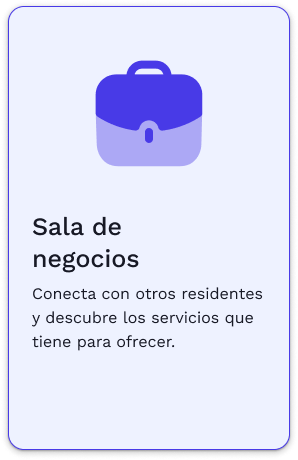 Sala de
negocios
Conecta con otros residentes
y descubre los servicios que
tiene para ofrecer.